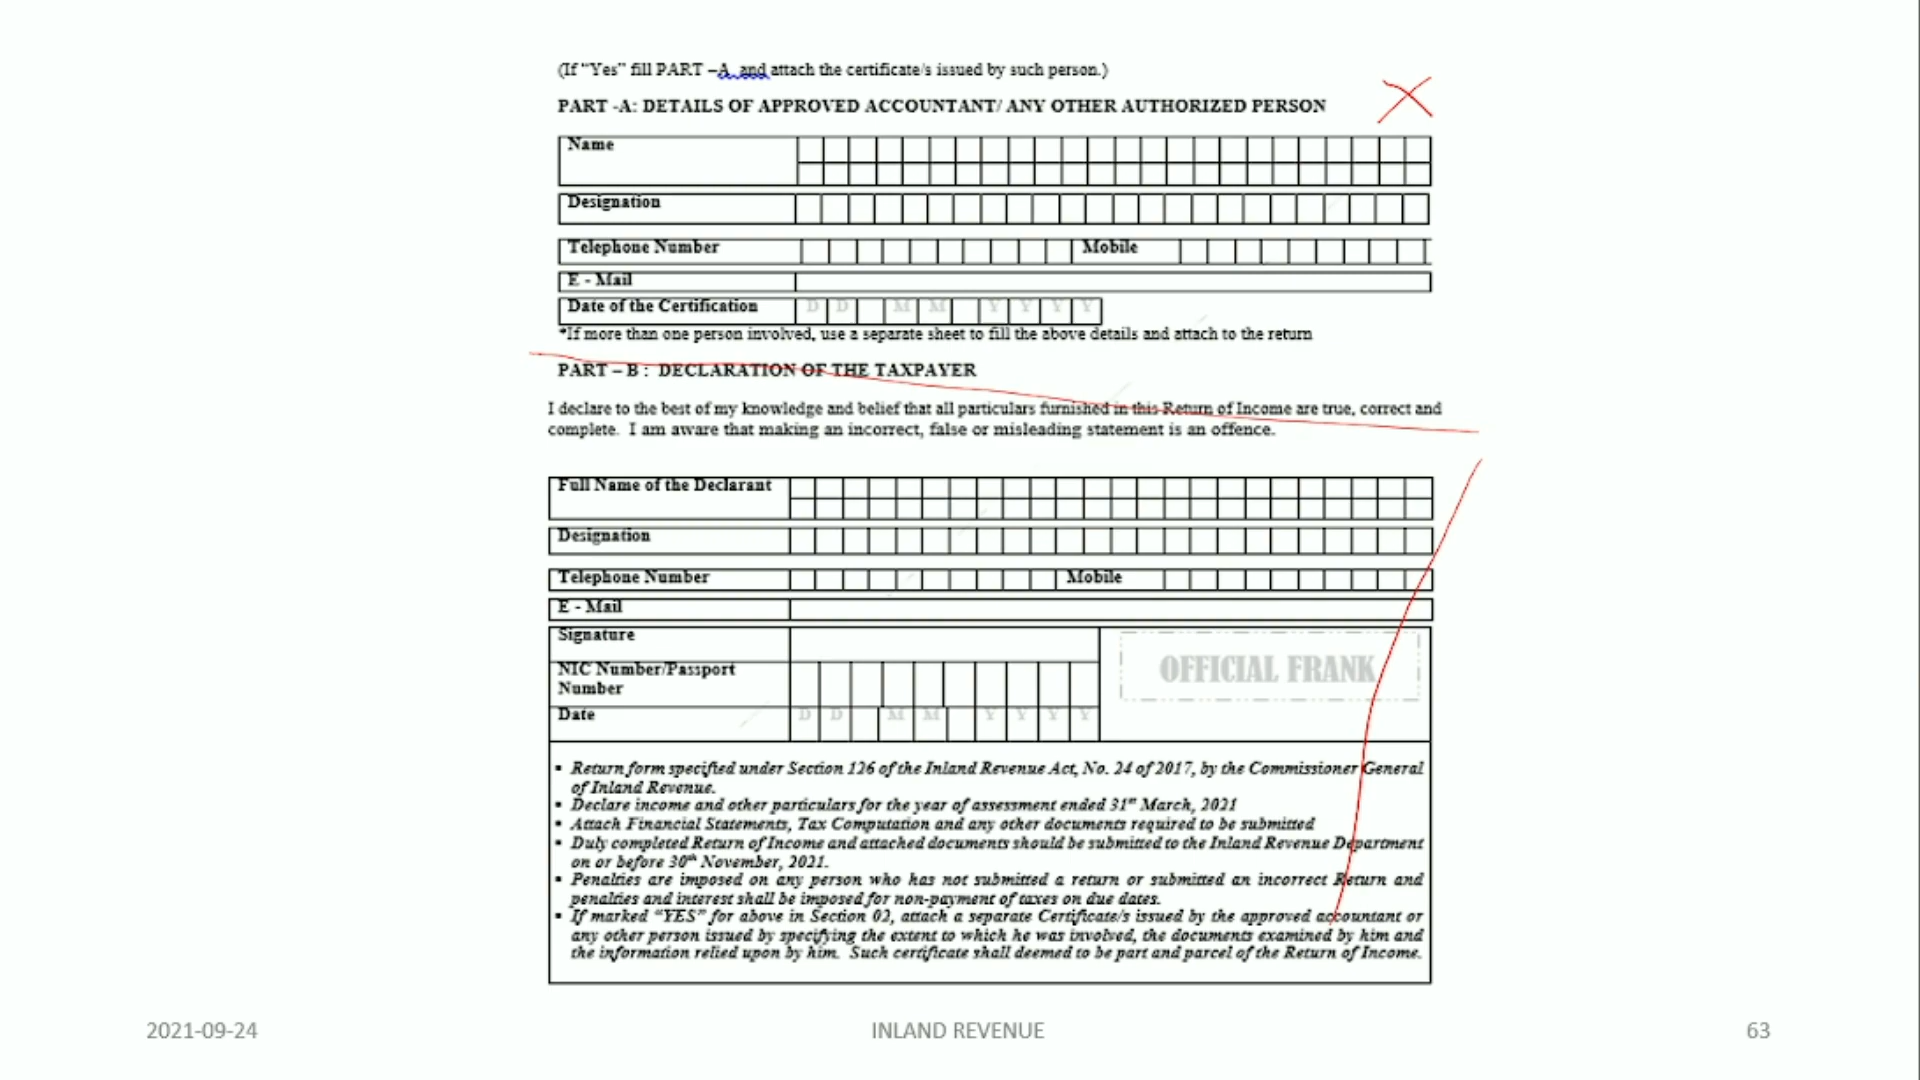 (If “Yes” fill PART –A and attach the certificate/s issued by such person.)
PART -A: DETAILS OF APPROVED ACCOUNTANT/ ANY OTHER AUTHORIZED PERSON
Name
Designation
Telephone Number Mobile
E - Mail
Date of the Certification D D M M Y Y Y Y
*If more than one person involved, use a separate sheet to fill the above details and attach to the return
PART – B : DECLARATION OF THE TAXPAYER
I declare to the best of my knowledge and belief that all particulars furnished in this Return of Income are true, correct and
complete. I am aware that making an incorrect, false or misleading statement is an offence.
Full Name of the Declarant
Designation
Telephone Number Mobile
E - Mail
Signature
OFFICIAL FRANK
NIC Number/Passport
Number
Date D D M M Y Y Y Y
▪ Return form specified under Section 126 of the Inland Revenue Act, No. 24 of 2017, by the Commissioner General
of Inland Revenue.
▪ Declare income and other particulars for the year of assessment ended 31st March, 2021
▪ Attach Financial Statements, Tax Computation and any other documents required to be submitted
▪ Duly completed Return of Income and attached documents should be submitted to the Inland Revenue Department
on or before 30th November, 2021.
▪ Penalties are imposed on any person who has not submitted a return or submitted an incorrect Return and
penalties and interest shall be imposed for non-payment of taxes on due dates.
▪ If marked “YES” for above in Section 02, attach a separate Certificate/s issued by the approved accountant or
any other person issued by specifying the extent to which he was involved, the documents examined by him and
the information relied upon by him. Such certificate shall deemed to be part and parcel of the Return of Income.
2021-09-24 INLAND REVENUE 63